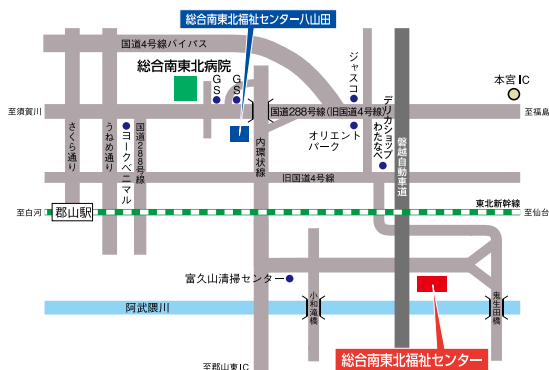 総合南東北福祉センター八山田
国道4号線バイパス
総合南東北病院
GS
GS
ジャスコ
本宮IC
至須賀川
国道288号線(旧国道4号線)
至福島
デリカショップ
わたなべ
オリエント
パーク
さくら通り
うねめ通り
ヨークベニマル
国道288号線
内環状線
磐越自動車道
旧国道4号線
東北新幹線
至白河
郡山駅
至仙台
富久山清掃センター
阿武隈川
小和滝橋
鬼生田橋
総合南東北福祉センター
至郡山東IC